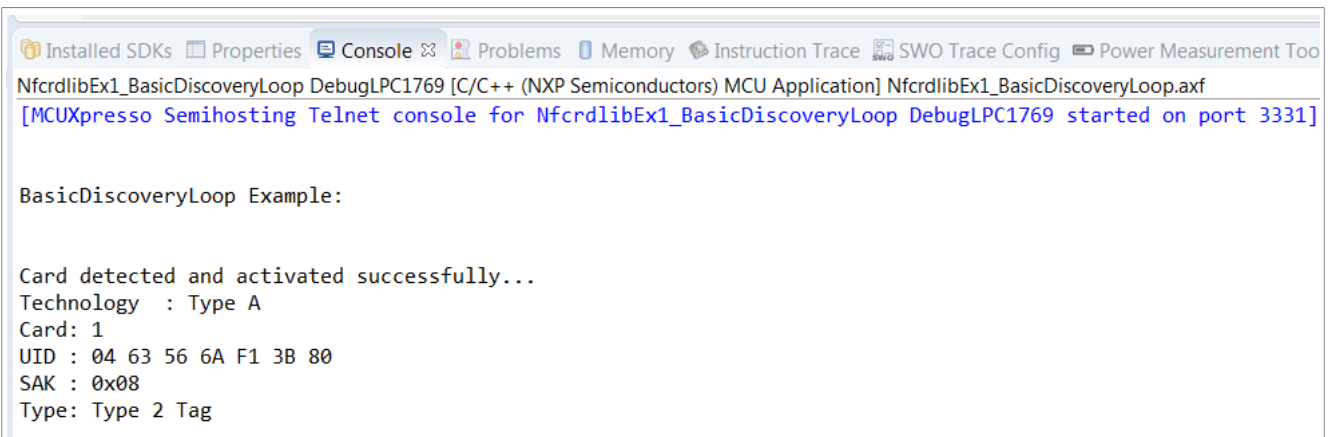 Installed SDKs Properties Console Problems Memory Instruction Trace SWO Trace Config Power Measurement Too
NfcrdlibEx1_BasicDiscoveryLoop DebugLPC1769 [C/C++ (NXP Semiconductors) MCU Application] NfcrdlibEx1_BasicDiscoveryLoop.axf
[MCUXpresso Semihosting Telnet console for NfcrdlibEx1_BasicDiscoveryLoop DebugLPC1769 started on port 3331]
BasicDiscoveryLoop Example:
Card detected and activated successfully...
Technology  : Type A
Card: 1
UID : 04 63 56 6A F1 3B 80
SAK : 0x08
Type: Type 2 Tag